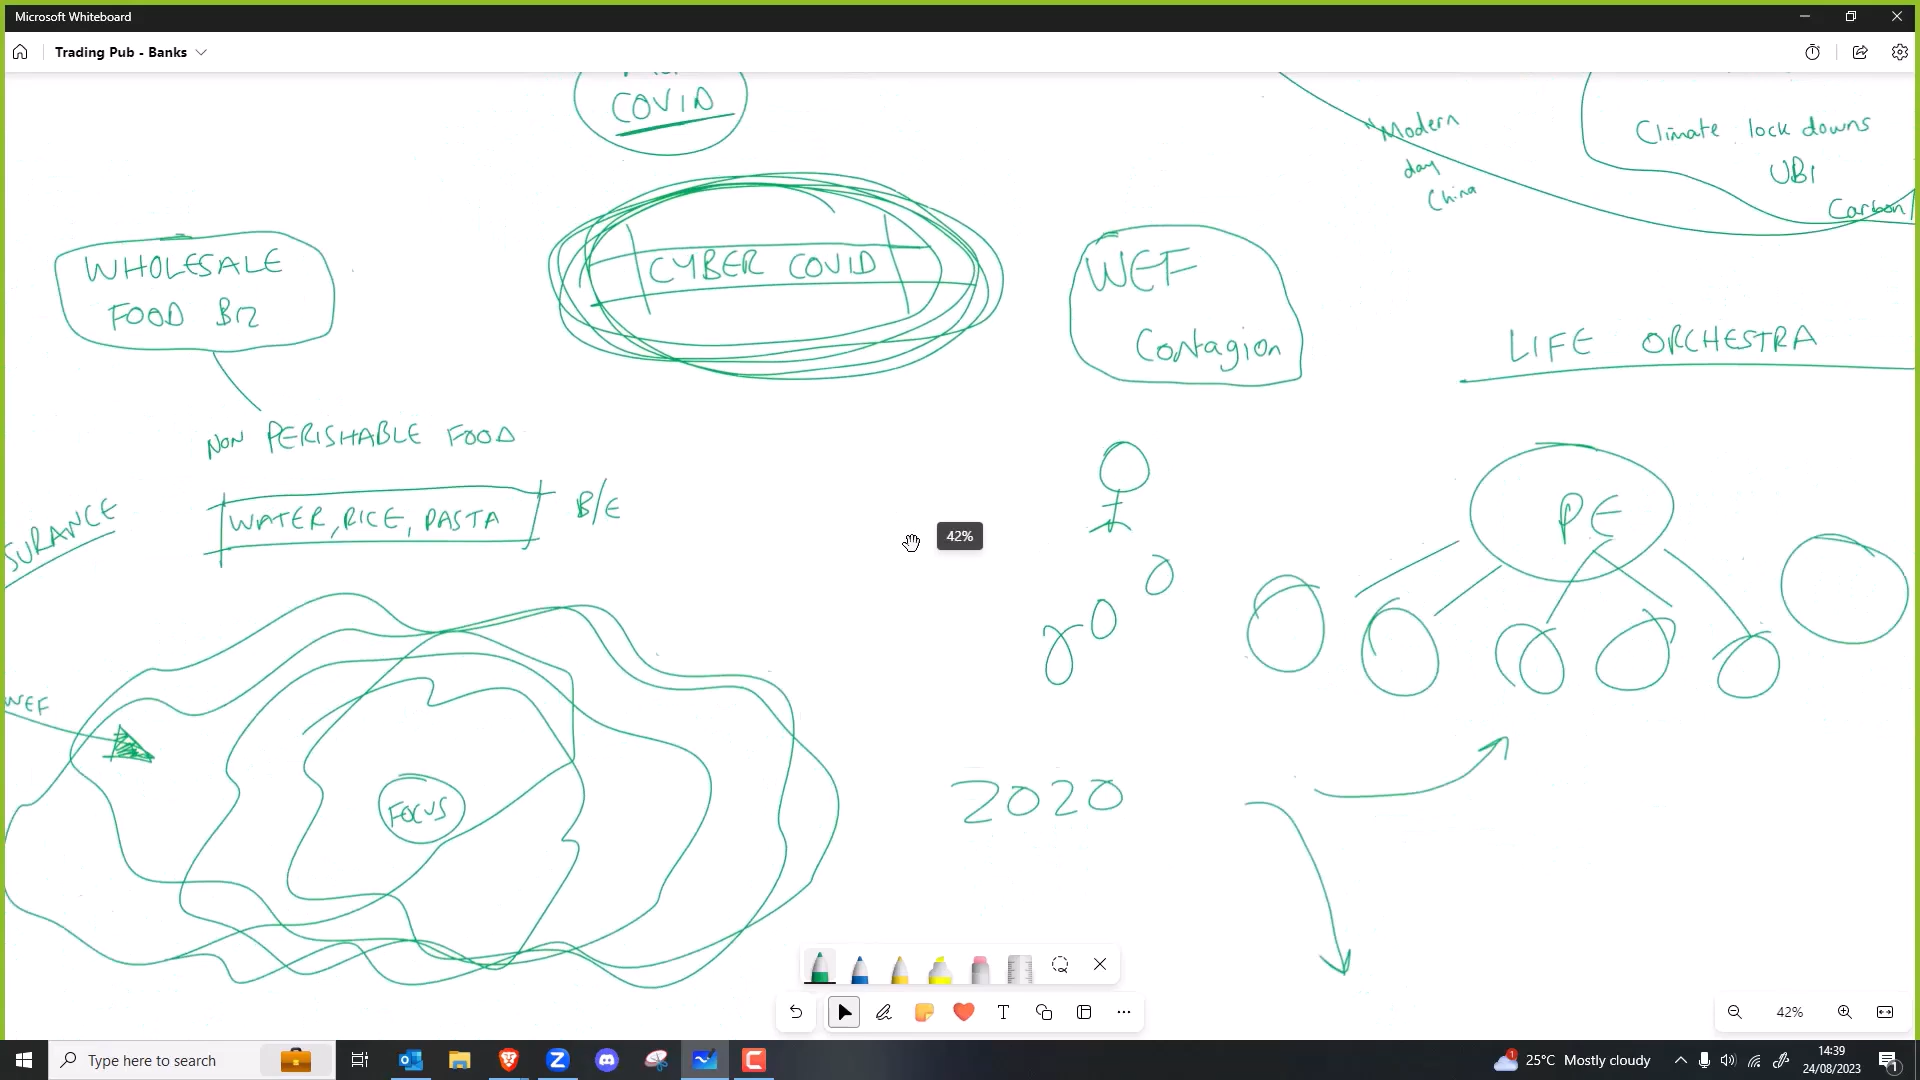 Microsoft Whiteboard
Trading Pub - Banks
COVID
"Modern
day
China
Climate lock downs
UBI
Carbon
WHOLESALE
FOOD BIZ
CYBER COVID
WEF
Contagion
LIFE ORCHESTRA
NON PERISHABLE FOOD
SURANCE
WATER, RICE, PASTA
B/E
42%
PE
WEF
FOCUS
2020
42%
Type here to search
1
25°C Mostly cloudy
14:39
24/08/2023
1